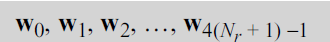 w0, w1, w2, …, w4(Nr + 1) −1